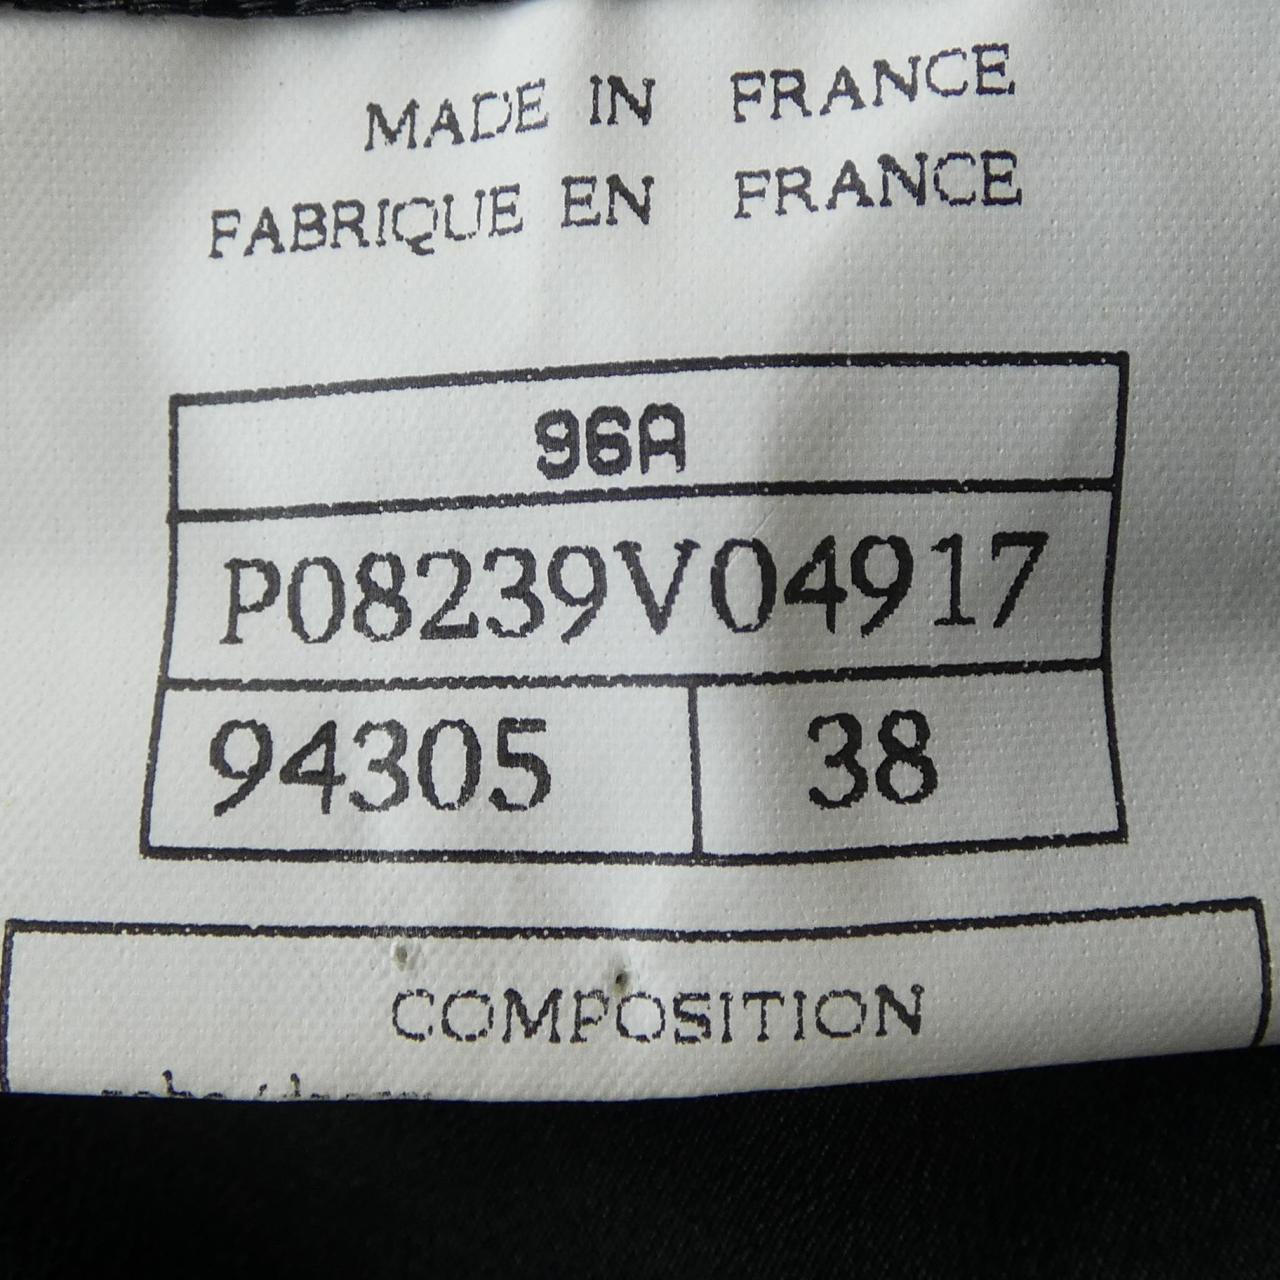 MADE IN FRANCE
FABRIQUE EN FRANCE
96A
P08239V04917
94305 38
COMPOSITION